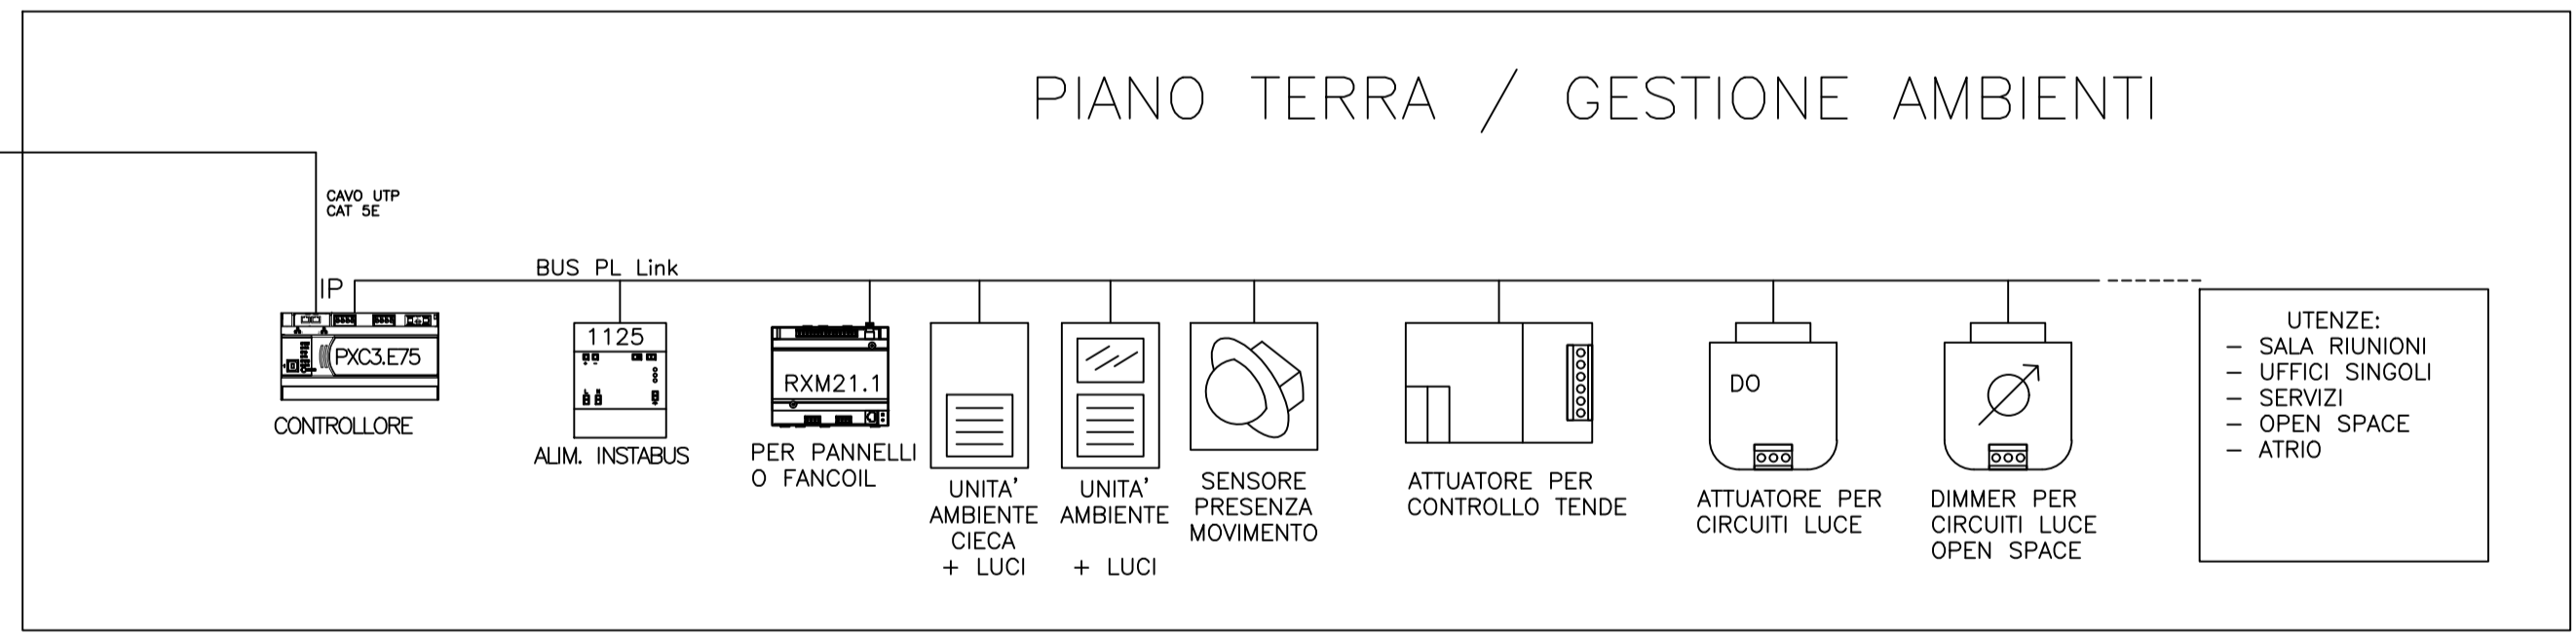 PIANO TERRA / GESTIONE AMBIENTI
CAVO UTP
CAT 5E
IP
BUS PL Link
PXC3.E75
CONTROLLORE
1125
ALIM. INSTABUS
RXM21.1
PER PANNELLI
O FANCOIL
UNITA'
AMBIENTE
CIECA
+ LUCI
UNITA'
AMBIENTE
+ LUCI
SENSORE
PRESENZA
MOVIMENTO
ATTUATORE PER
CONTROLLO TENDE
DO
ATTUATORE PER
CIRCUITI LUCE
DIMMER PER
CIRCUITI LUCE
OPEN SPACE
UTENZE:
– SALA RIUNIONI
– UFFICI SINGOLI
– SERVIZI
– OPEN SPACE
– ATRIO